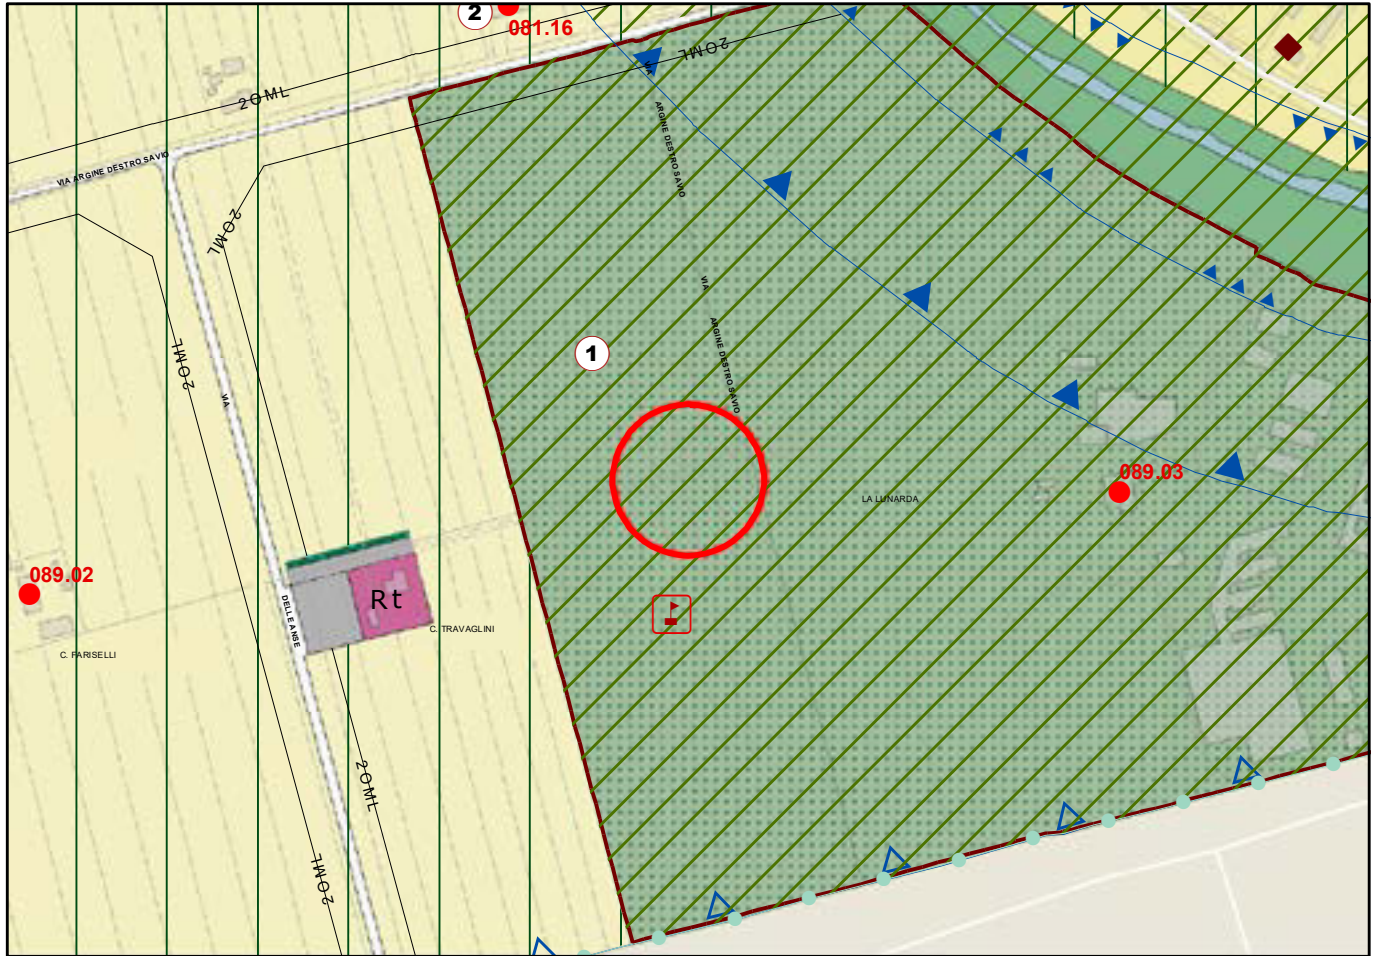 2
081.16
20ML
20ML
VIA
VIA ARGINE DESTRO SAVIO
ARGINE DESTRO SAVIO
20ML
VIA
ARGINE DESTRO SAVIO
20ML
1
VIA
089.03
LA LUNARDA
089.02
Rt
DELLE ANSE
C. TRAVAGLINI
C. FARISELLI
20ML
20ML